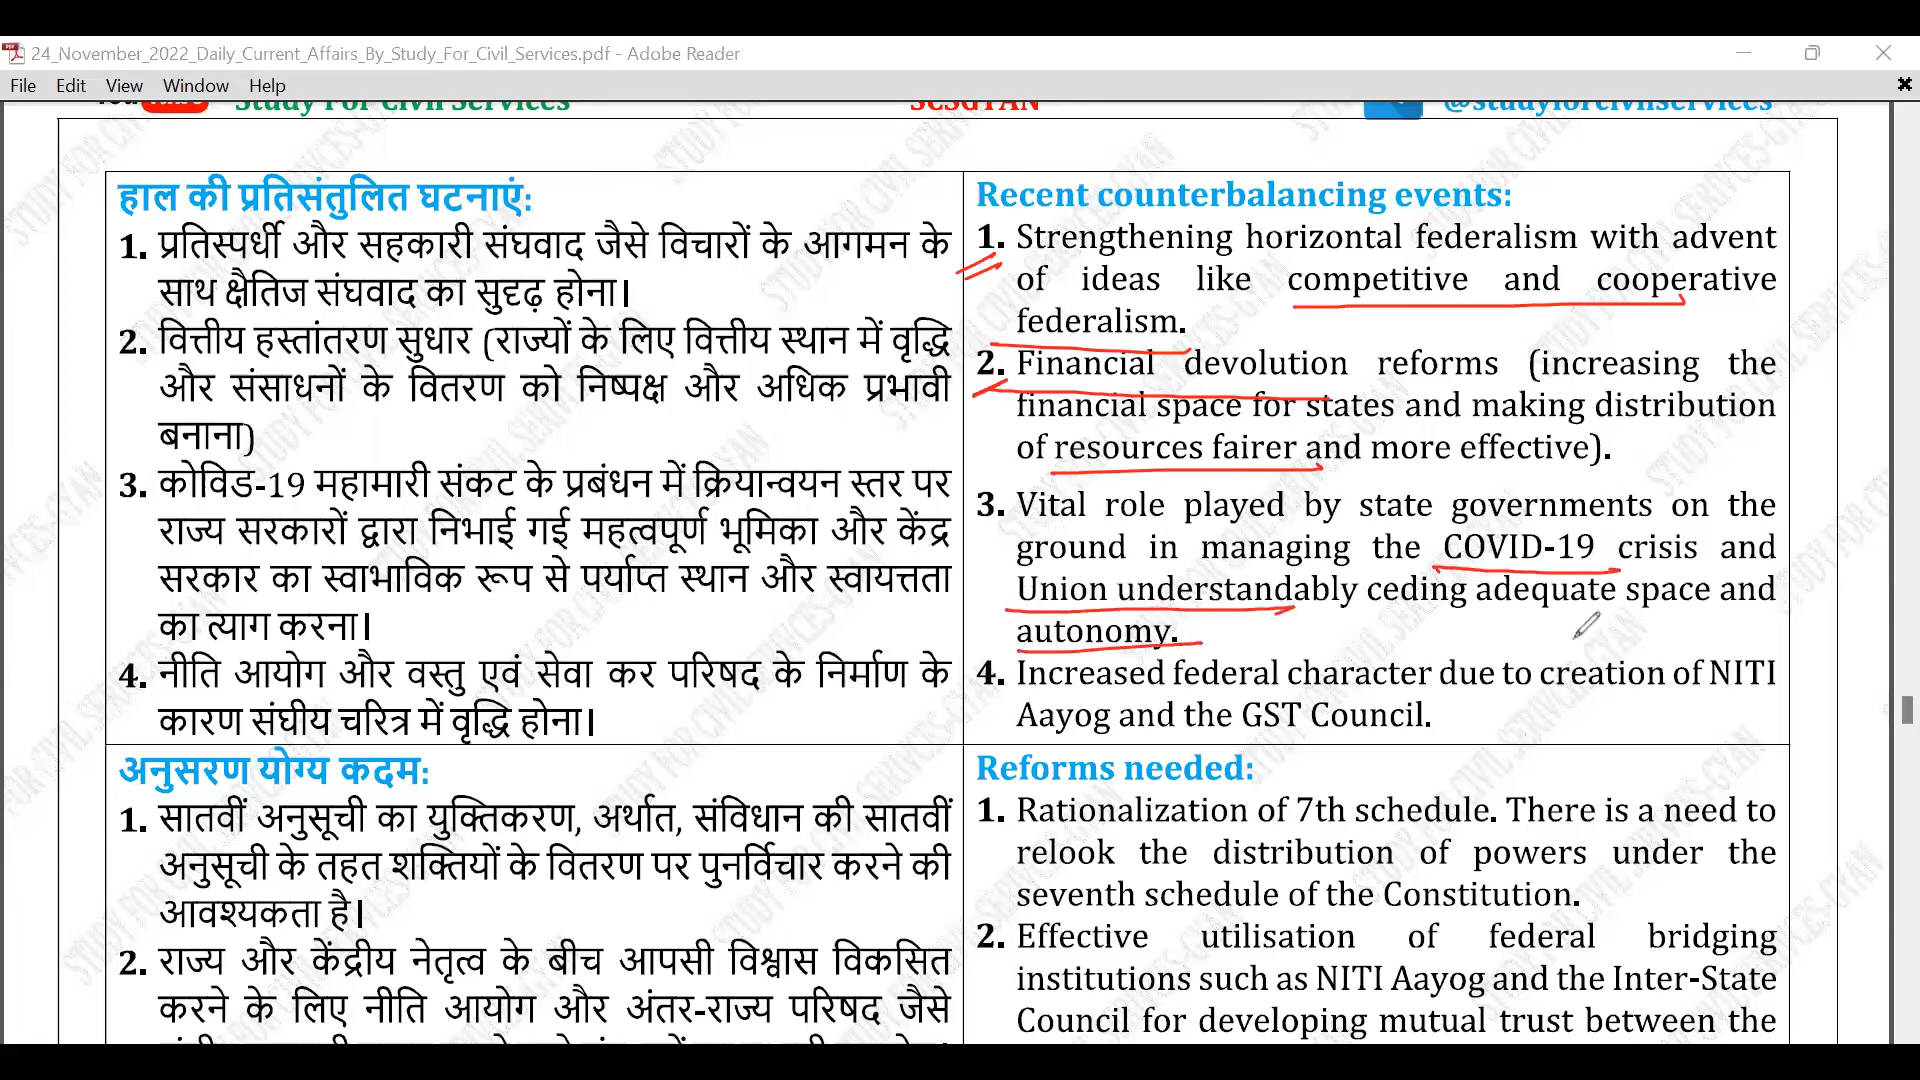 24_November_2022_Daily_Current_Affairs_By_Study_For_Civil_Services.pdf - Adobe Reader
File Edit View Window Help
Study For Civil Services SCSGYAN @studyforcivilservices
हाल की प्रतिसंतुलित घटनाएं:
1. प्रतिस्पर्धी और सहकारी संघवाद जैसे विचारों के आगमन के
साथ क्षैतिज संघवाद का सुदृढ़ होना।
2. वित्तीय हस्तांतरण सुधार (राज्यों के लिए वित्तीय स्थान में वृद्धि
और संसाधनों के वितरण को निष्पक्ष और अधिक प्रभावी
बनाना)
3. कोविड-19 महामारी संकट के प्रबंधन में क्रियान्वयन स्तर पर
राज्य सरकारों द्वारा निभाई गई महत्वपूर्ण भूमिका और केंद्र
सरकार का स्वाभाविक रूप से पर्याप्त स्थान और स्वायत्तता
का त्याग करना।
4. नीति आयोग और वस्तु एवं सेवा कर परिषद के निर्माण के
कारण संघीय चरित्र में वृद्धि होना।
Recent counterbalancing events:
1. Strengthening horizontal federalism with advent
of ideas like competitive and cooperative
federalism.
2. Financial devolution reforms (increasing the
financial space for states and making distribution
of resources fairer and more effective).
3. Vital role played by state governments on the
ground in managing the COVID-19 crisis and
Union understandably ceding adequate space and
autonomy.
4. Increased federal character due to creation of NITI
Aayog and the GST Council.
अनुसरण योग्य कदम:
1. सातवीं अनुसूची का युक्तिकरण, अर्थात, संविधान की सातवीं
अनुसूची के तहत शक्तियों के वितरण पर पुनर्विचार करने की
आवश्यकता है।
2. राज्य और केंद्रीय नेतृत्व के बीच आपसी विश्वास विकसित
करने के लिए नीति आयोग और अंतर-राज्य परिषद जैसे
Reforms needed:
1. Rationalization of 7th schedule. There is a need to
relook the distribution of powers under the
seventh schedule of the Constitution.
2. Effective utilisation of federal bridging
institutions such as NITI Aayog and the Inter-State
Council for developing mutual trust between the